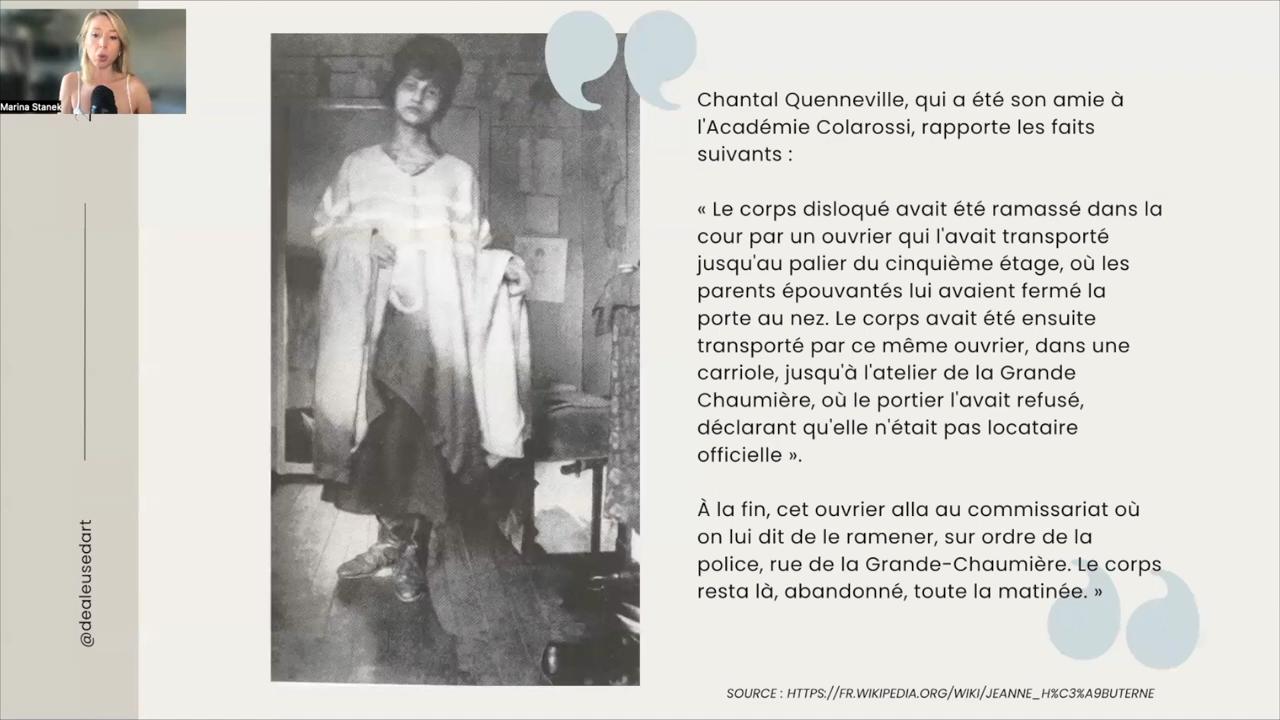 Marina Stanek
Chantal Quenneville, qui a été son amie à
l'Académie Colarossi, rapporte les faits
suivants :
« Le corps disloqué avait été ramassé dans la
cour par un ouvrier qui l'avait transporté
jusqu'au palier du cinquième étage, où les
parents épouvantés lui avaient fermé la
porte au nez. Le corps avait été ensuite
transporté par ce même ouvrier, dans une
carriole, jusqu'à l'atelier de la Grande
Chaumière, où le portier l'avait refusé,
déclarant qu'elle n'était pas locataire
officielle ».
À la fin, cet ouvrier alla au commissariat où
on lui dit de le ramener, sur ordre de la
police, rue de la Grande-Chaumière. Le corps
resta là, abandonné, toute la matinée. »
@dealeusedart
SOURCE : HTTPS://FR.WIKIPEDIA.ORG/WIKI/JEANNE_H%C3%A9BUTERNE